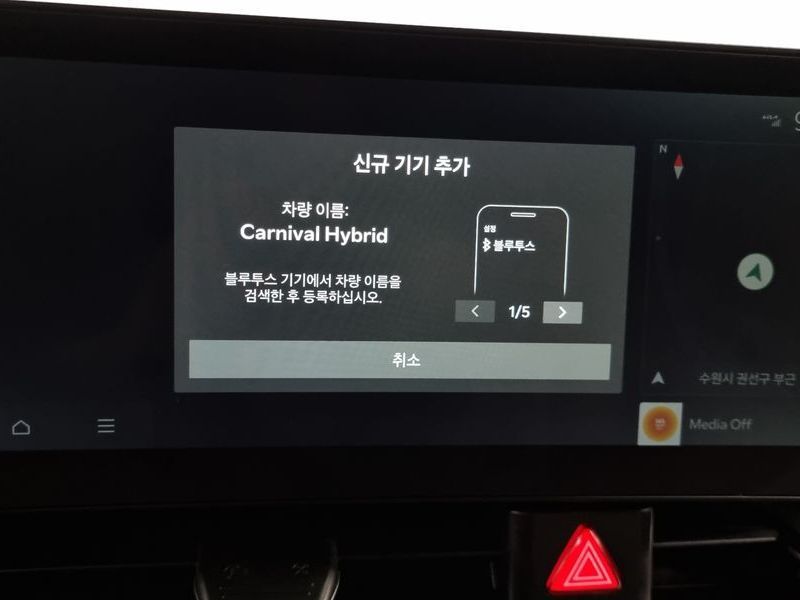 신규 기기 추가
차량 이름:
Carnival Hybrid
블루투스 기기에서 차량 이름을
검색한 후 등록하십시오.
설정
블루투스
1/5
취소
N
수원시 권선구 부근
Media Off